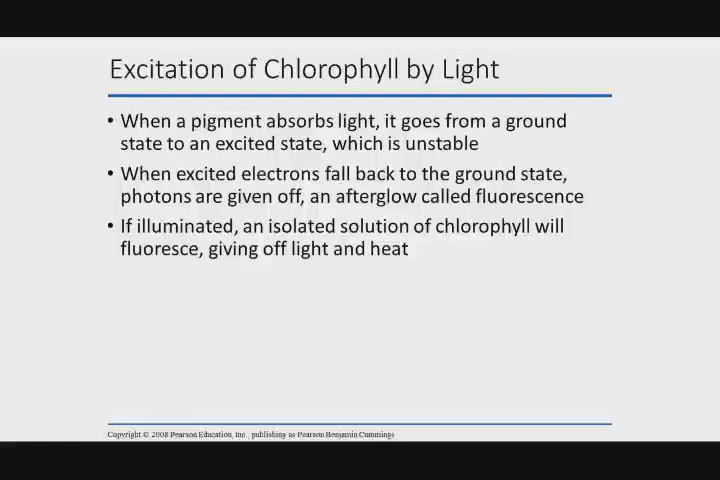 Excitation of Chlorophyll by Light
• When a pigment absorbs light, it goes from a ground
state to an excited state, which is unstable
• When excited electrons fall back to the ground state,
photons are given off, an afterglow called fluorescence
• If illuminated, an isolated solution of chlorophyll will
fluoresce, giving off light and heat
Copyright © 2008 Pearson Education, Inc., publishing as Pearson Benjamin Cummings